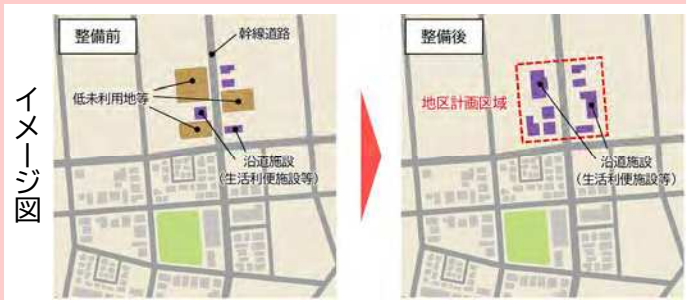 イメージ図
整備前
幹線道路
低未利用地等
沿道施設
(生活利便施設等)
整備後
地区計画区域
沿道施設
(生活利便施設等)